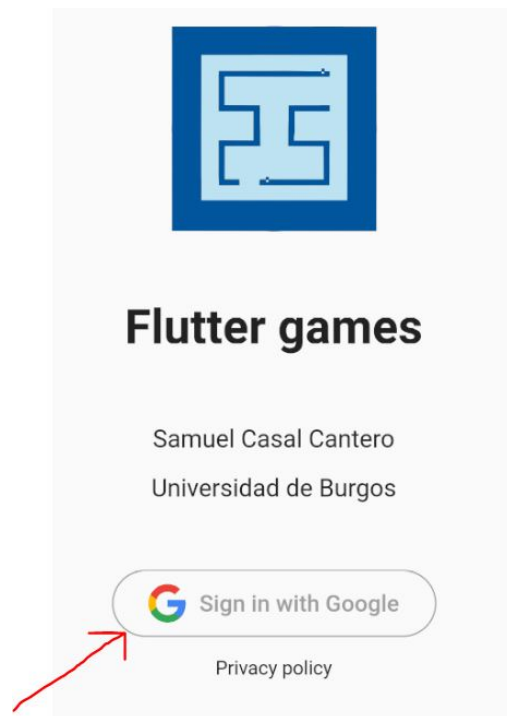 Flutter games
Samuel Casal Cantero
Universidad de Burgos
Sign in with Google
Privacy policy